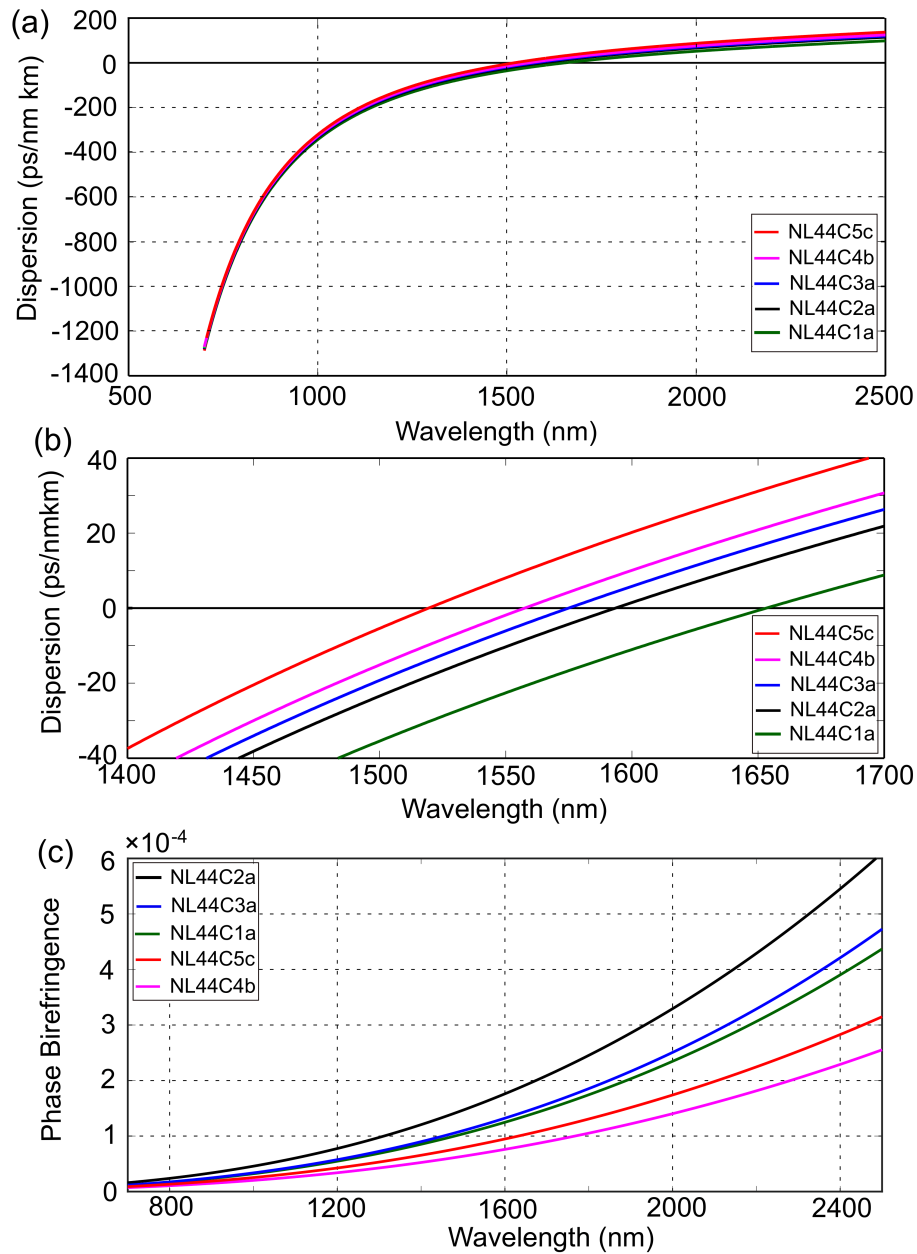 (a)
200
0
-200
-400
-600
-800
-1000
-1200
-1400
Dispersion (ps/nm km)
NL44C5c
NL44C4b
NL44C3a
NL44C2a
NL44C1a
500 1000 1500 2000 2500
Wavelength (nm)
(b)
40
20
0
-20
-40
Dispersion (ps/nmkm)
NL44C5c
NL44C4b
NL44C3a
NL44C2a
NL44C1a
1400 1450 1500 1550 1600 1650 1700
Wavelength (nm)
(c)
×10-4
6
5
4
3
2
1
0
Phase Birefringence
NL44C2a
NL44C3a
NL44C1a
NL44C5c
NL44C4b
800 1200 1600 2000 2400
Wavelength (nm)